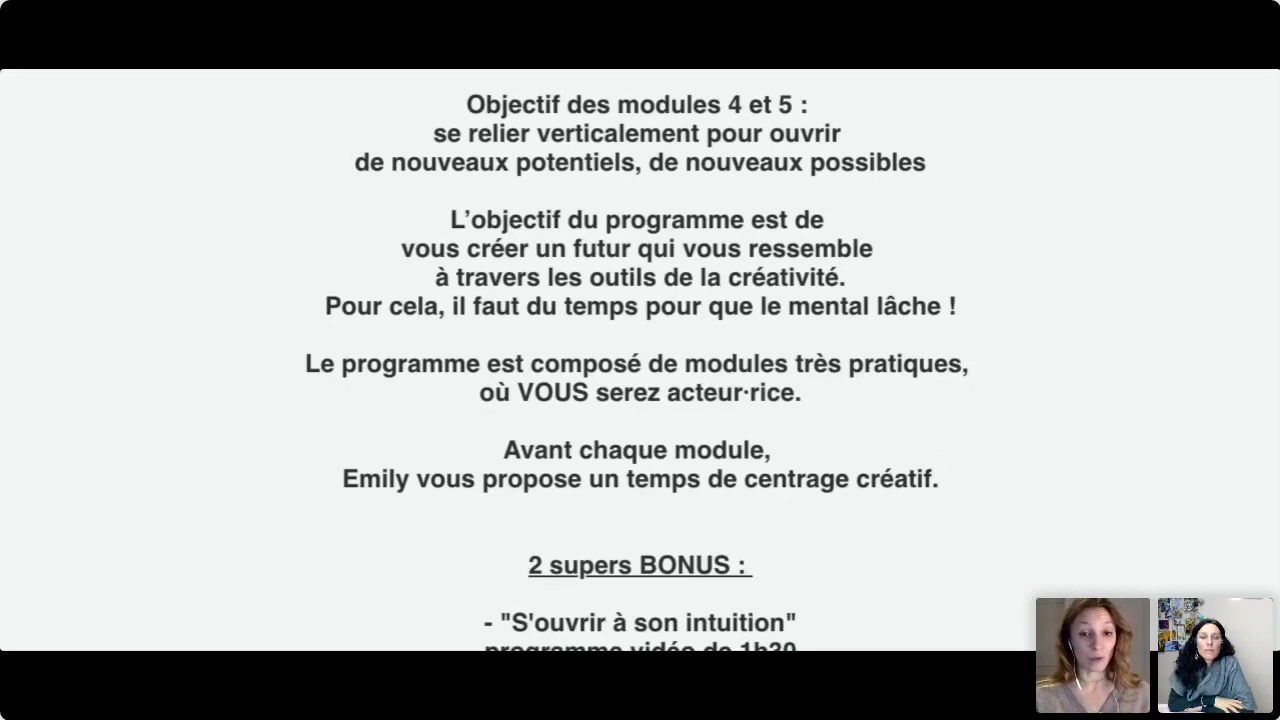 Objectif des modules 4 et 5 :
se relier verticalement pour ouvrir
de nouveaux potentiels, de nouveaux possibles
L’objectif du programme est de
vous créer un futur qui vous ressemble
à travers les outils de la créativité.
Pour cela, il faut du temps pour que le mental lâche !
Le programme est composé de modules très pratiques,
où VOUS serez acteur·rice.
Avant chaque module,
Emily vous propose un temps de centrage créatif.
2 supers BONUS :
- "S'ouvrir à son intuition"
programme vidéo de 1h30